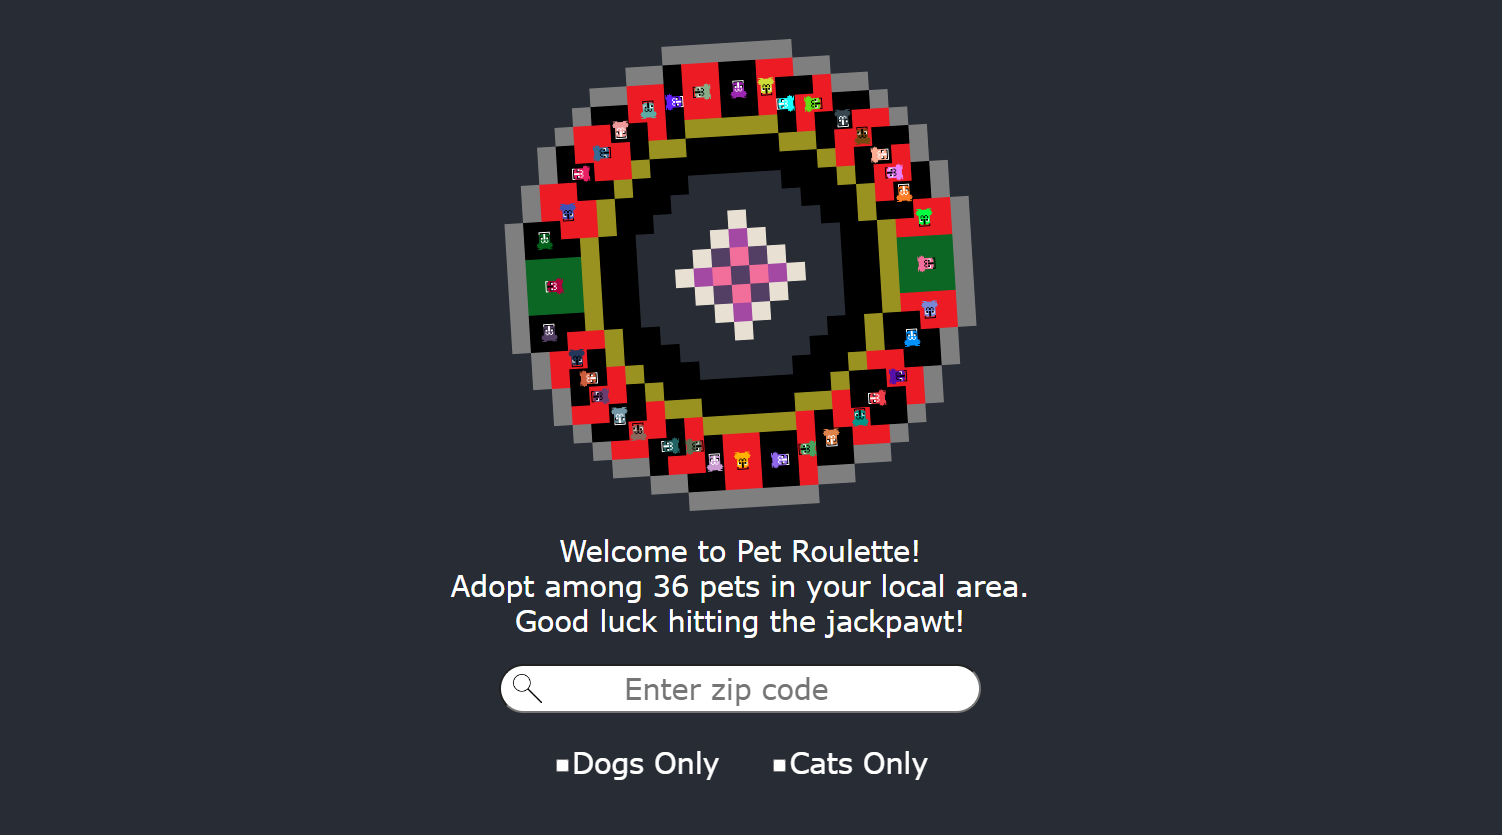 Welcome to Pet Roulette!
Adopt among 36 pets in your local area.
Good luck hitting the jackpawt!
Enter zip code
Dogs Only
Cats Only